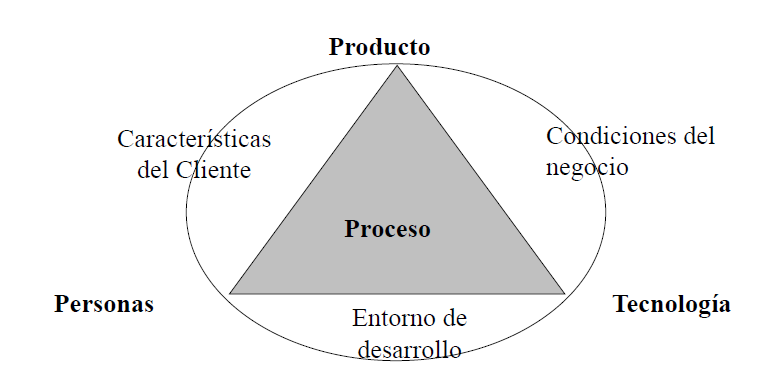 Producto
Características
del Cliente
Condiciones del
negocio
Proceso
Personas
Tecnología
Entorno de
desarrollo